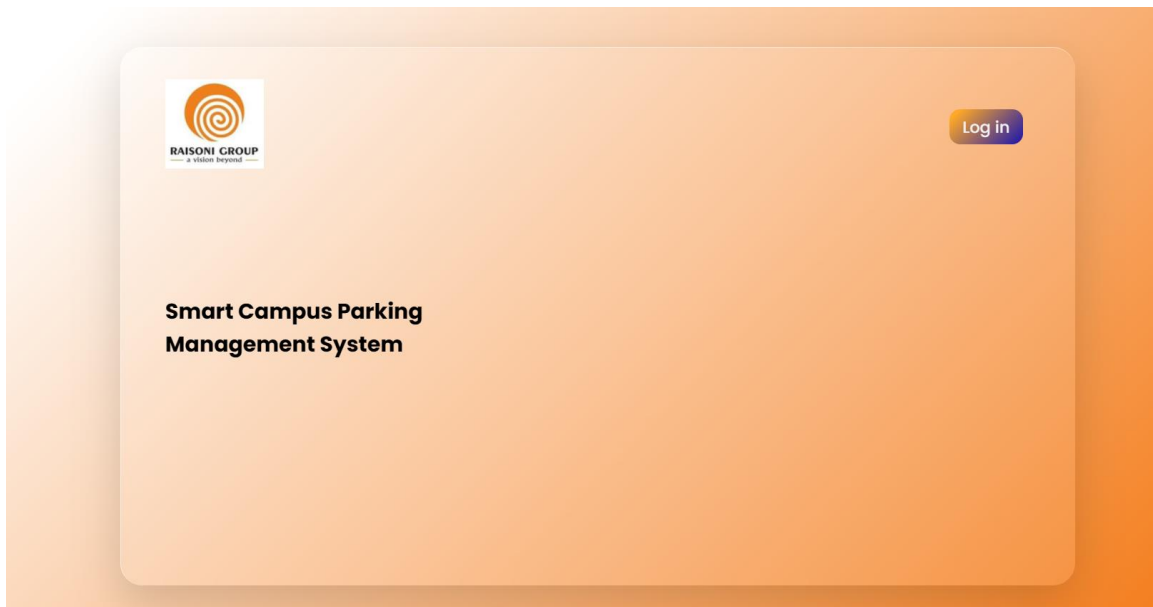 RAISONI GROUP
a vision beyond
Log in
Smart Campus Parking
Management System